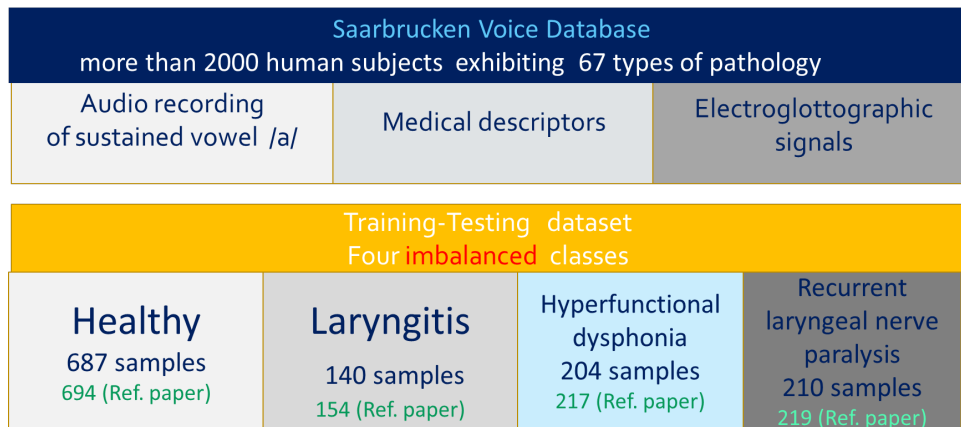 Saarbrucken Voice Database
more than 2000 human subjects exhibiting 67 types of pathology
Audio recording
of sustained vowel /a/
Medical descriptors
Electroglottographic
signals
Training-Testing dataset
Four imbalanced classes
Healthy
687 samples
694 (Ref. paper)
Laryngitis
140 samples
154 (Ref. paper)
Hyperfunctional
dysphonia
204 samples
217 (Ref. paper)
Recurrent
laryngeal nerve
paralysis
210 samples
219 (Ref. paper)